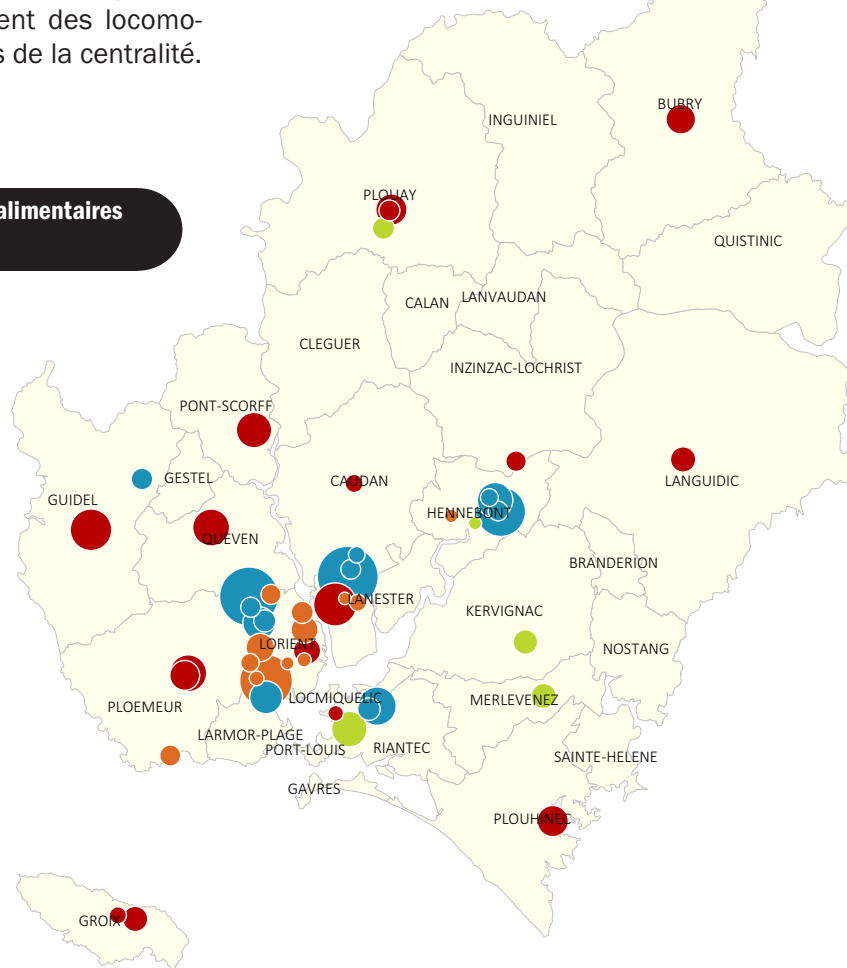 ent des locomo-
s de la centralité.
alimentaires
BUBRY
INGUINIEL
PLOUAY
QUISTINIC
CALAN
LANVAUDAN
CLEGUER
INZINZAC-LOCHRIST
PONT-SCORFF
CAUDAN
LANGUIDIC
GESTEL
GUIDEL
HENNEBONT
QUEVEN
BRANDERION
LANESTER
KERVIGNAC
LORIENT
NOSTANG
LOCMIQUELIC
MERLEVENEZ
PLOEMEUR
LARMOR-PLAGE
PORT-LOUIS
RIANTEC
SAINTE-HELENE
GAVRES
PLOUHINEC
GROIX